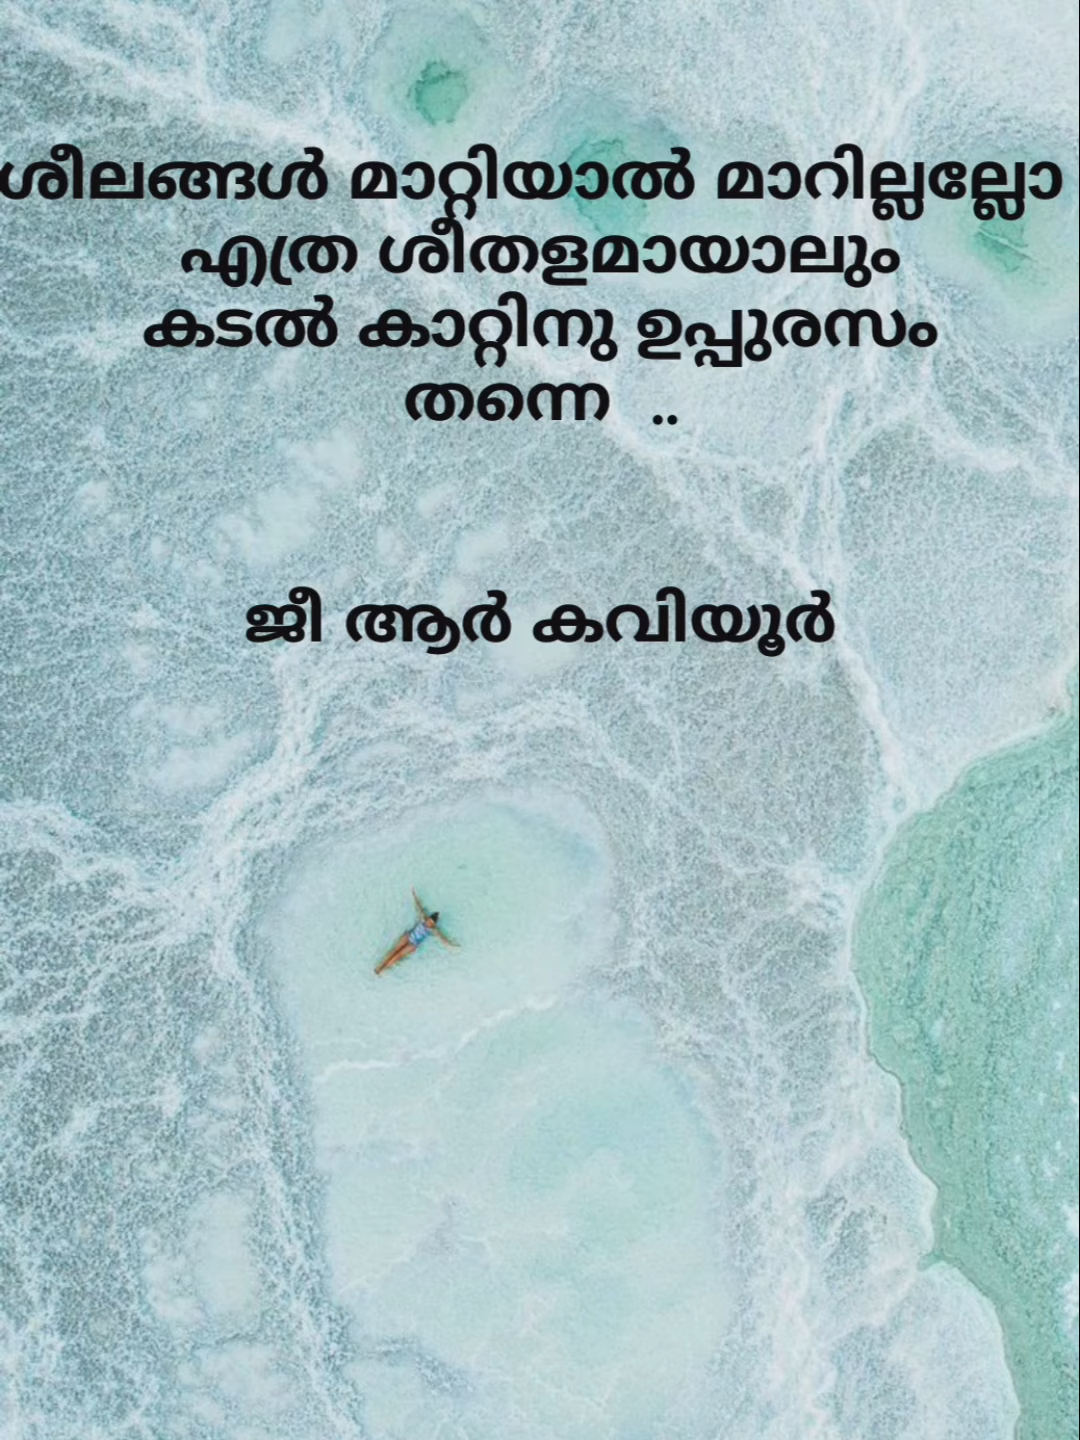 ശീലങ്ങൾ മാറ്റിയാൽ മാറില്ലല്ലോ
എത്ര ശീതളമായാലും
കടൽ കാറ്റിനു ഉപ്പുരസം
തന്നെ  ..
ജീ ആർ കവിയൂർ